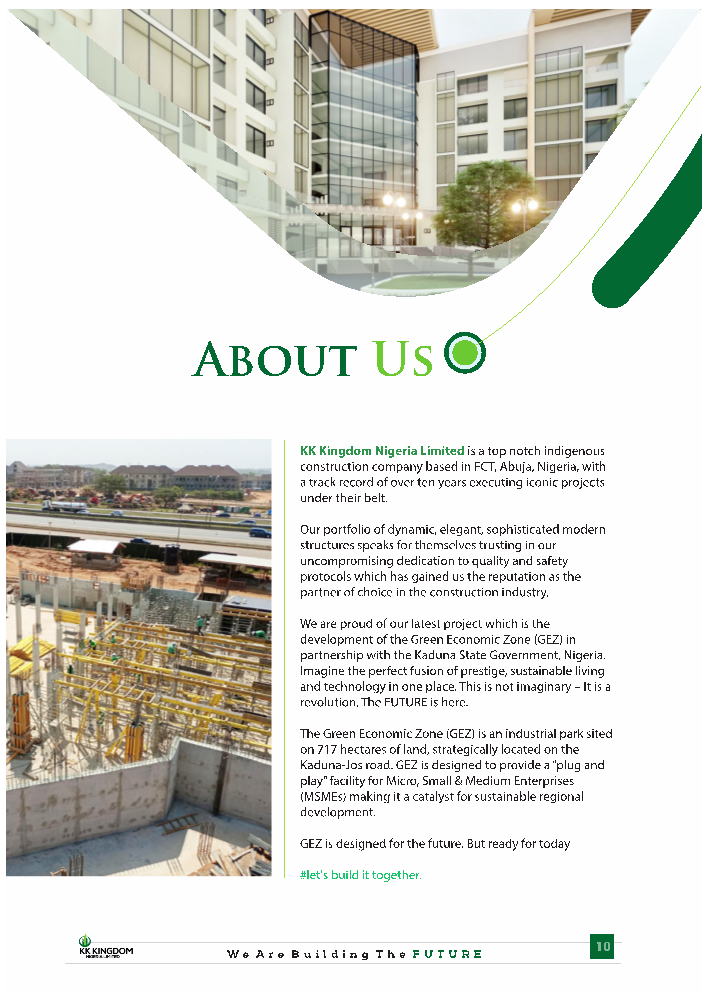 ABOUT US
KK Kingdom Nigeria Limited is a top notch indigenous
construction company based in FCT, Abuja, Nigeria, with
a track record of over ten years executing iconic projects
under their belt.
Our portfolio of dynamic, elegant, sophisticated modern
structures speaks for themselves trusting in our
uncompromising dedication to quality and safety
protocols which has gained us the reputation as the
partner of choice in the construction industry.
We are proud of our latest project which is the
development of the Green Economic Zone (GEZ) in
partnership with the Kaduna State Government, Nigeria.
Imagine the perfect fusion of prestige, sustainable living
and technology in one place. This is not imaginary – It is a
revolution. The FUTURE is here.
The Green Economic Zone (GEZ) is an industrial park sited
on 717 hectares of land, strategically located on the
Kaduna-Jos road. GEZ is designed to provide a "plug and
play" facility for Micro, Small & Medium Enterprises
(MSMEs) making it a catalyst for sustainable regional
development.
GEZ is designed for the future. But ready for today
#let's build it together.
KK KINGDOM
NIGERIA LIMITED
We Are Building The FUTURE
10